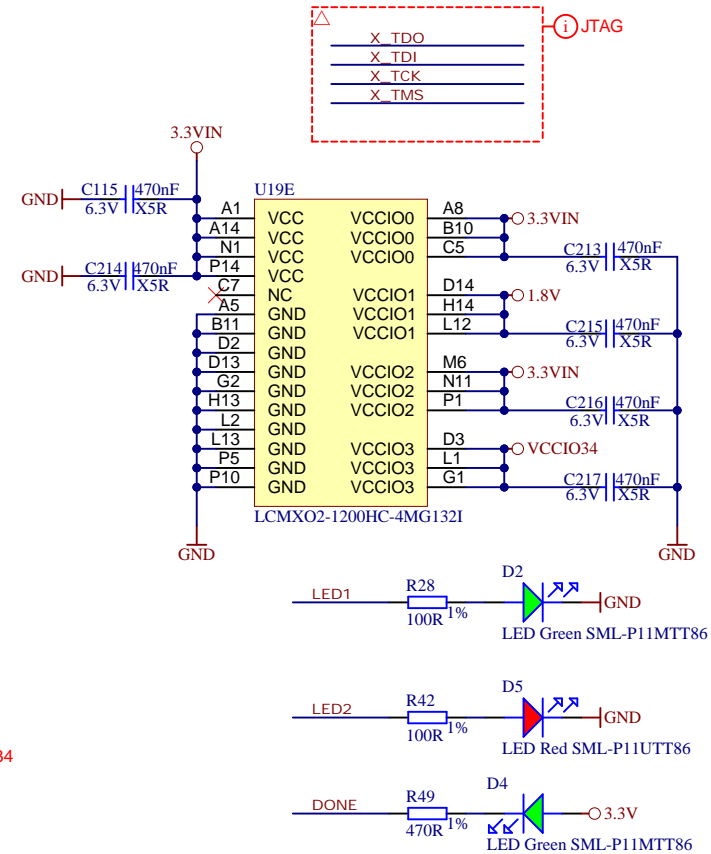 JTAG
X_TDO
X_TDI
X_TCK
X_TMS
3.3VIN
GND
C115
470nF
6.3V
X5R
GND
C214
470nF
6.3V
X5R
U19E
A1 VCC VCCIO0 A8
3.3VIN
A14 VCC VCCIO0 B10
N1 VCC VCCIO0 C5
P14 VCC
C7 NC VCCIO1 D14
1.8V
A5 GND VCCIO1 H14
B11 GND VCCIO1 L12
D2 GND
D13 GND VCCIO2 M6
3.3VIN
G2 GND VCCIO2 N11
H13 GND VCCIO2 P1
L2 GND
L13 GND VCCIO3 D3
VCCIO34
P5 GND VCCIO3 L1
P10 GND VCCIO3 G1
LCMXO2-1200HC-4MG132I
C213
470nF
6.3V
X5R
C215
470nF
6.3V
X5R
C216
470nF
6.3V
X5R
C217
470nF
6.3V
X5R
GND
GND
LED1
R28
100R
1%
D2
GND
LED Green SML-P11MTT86
LED2
R42
100R
1%
D5
GND
LED Red SML-P11UTT86
34
DONE
R49
470R
1%
D4
3.3V
LED Green SML-P11MTT86